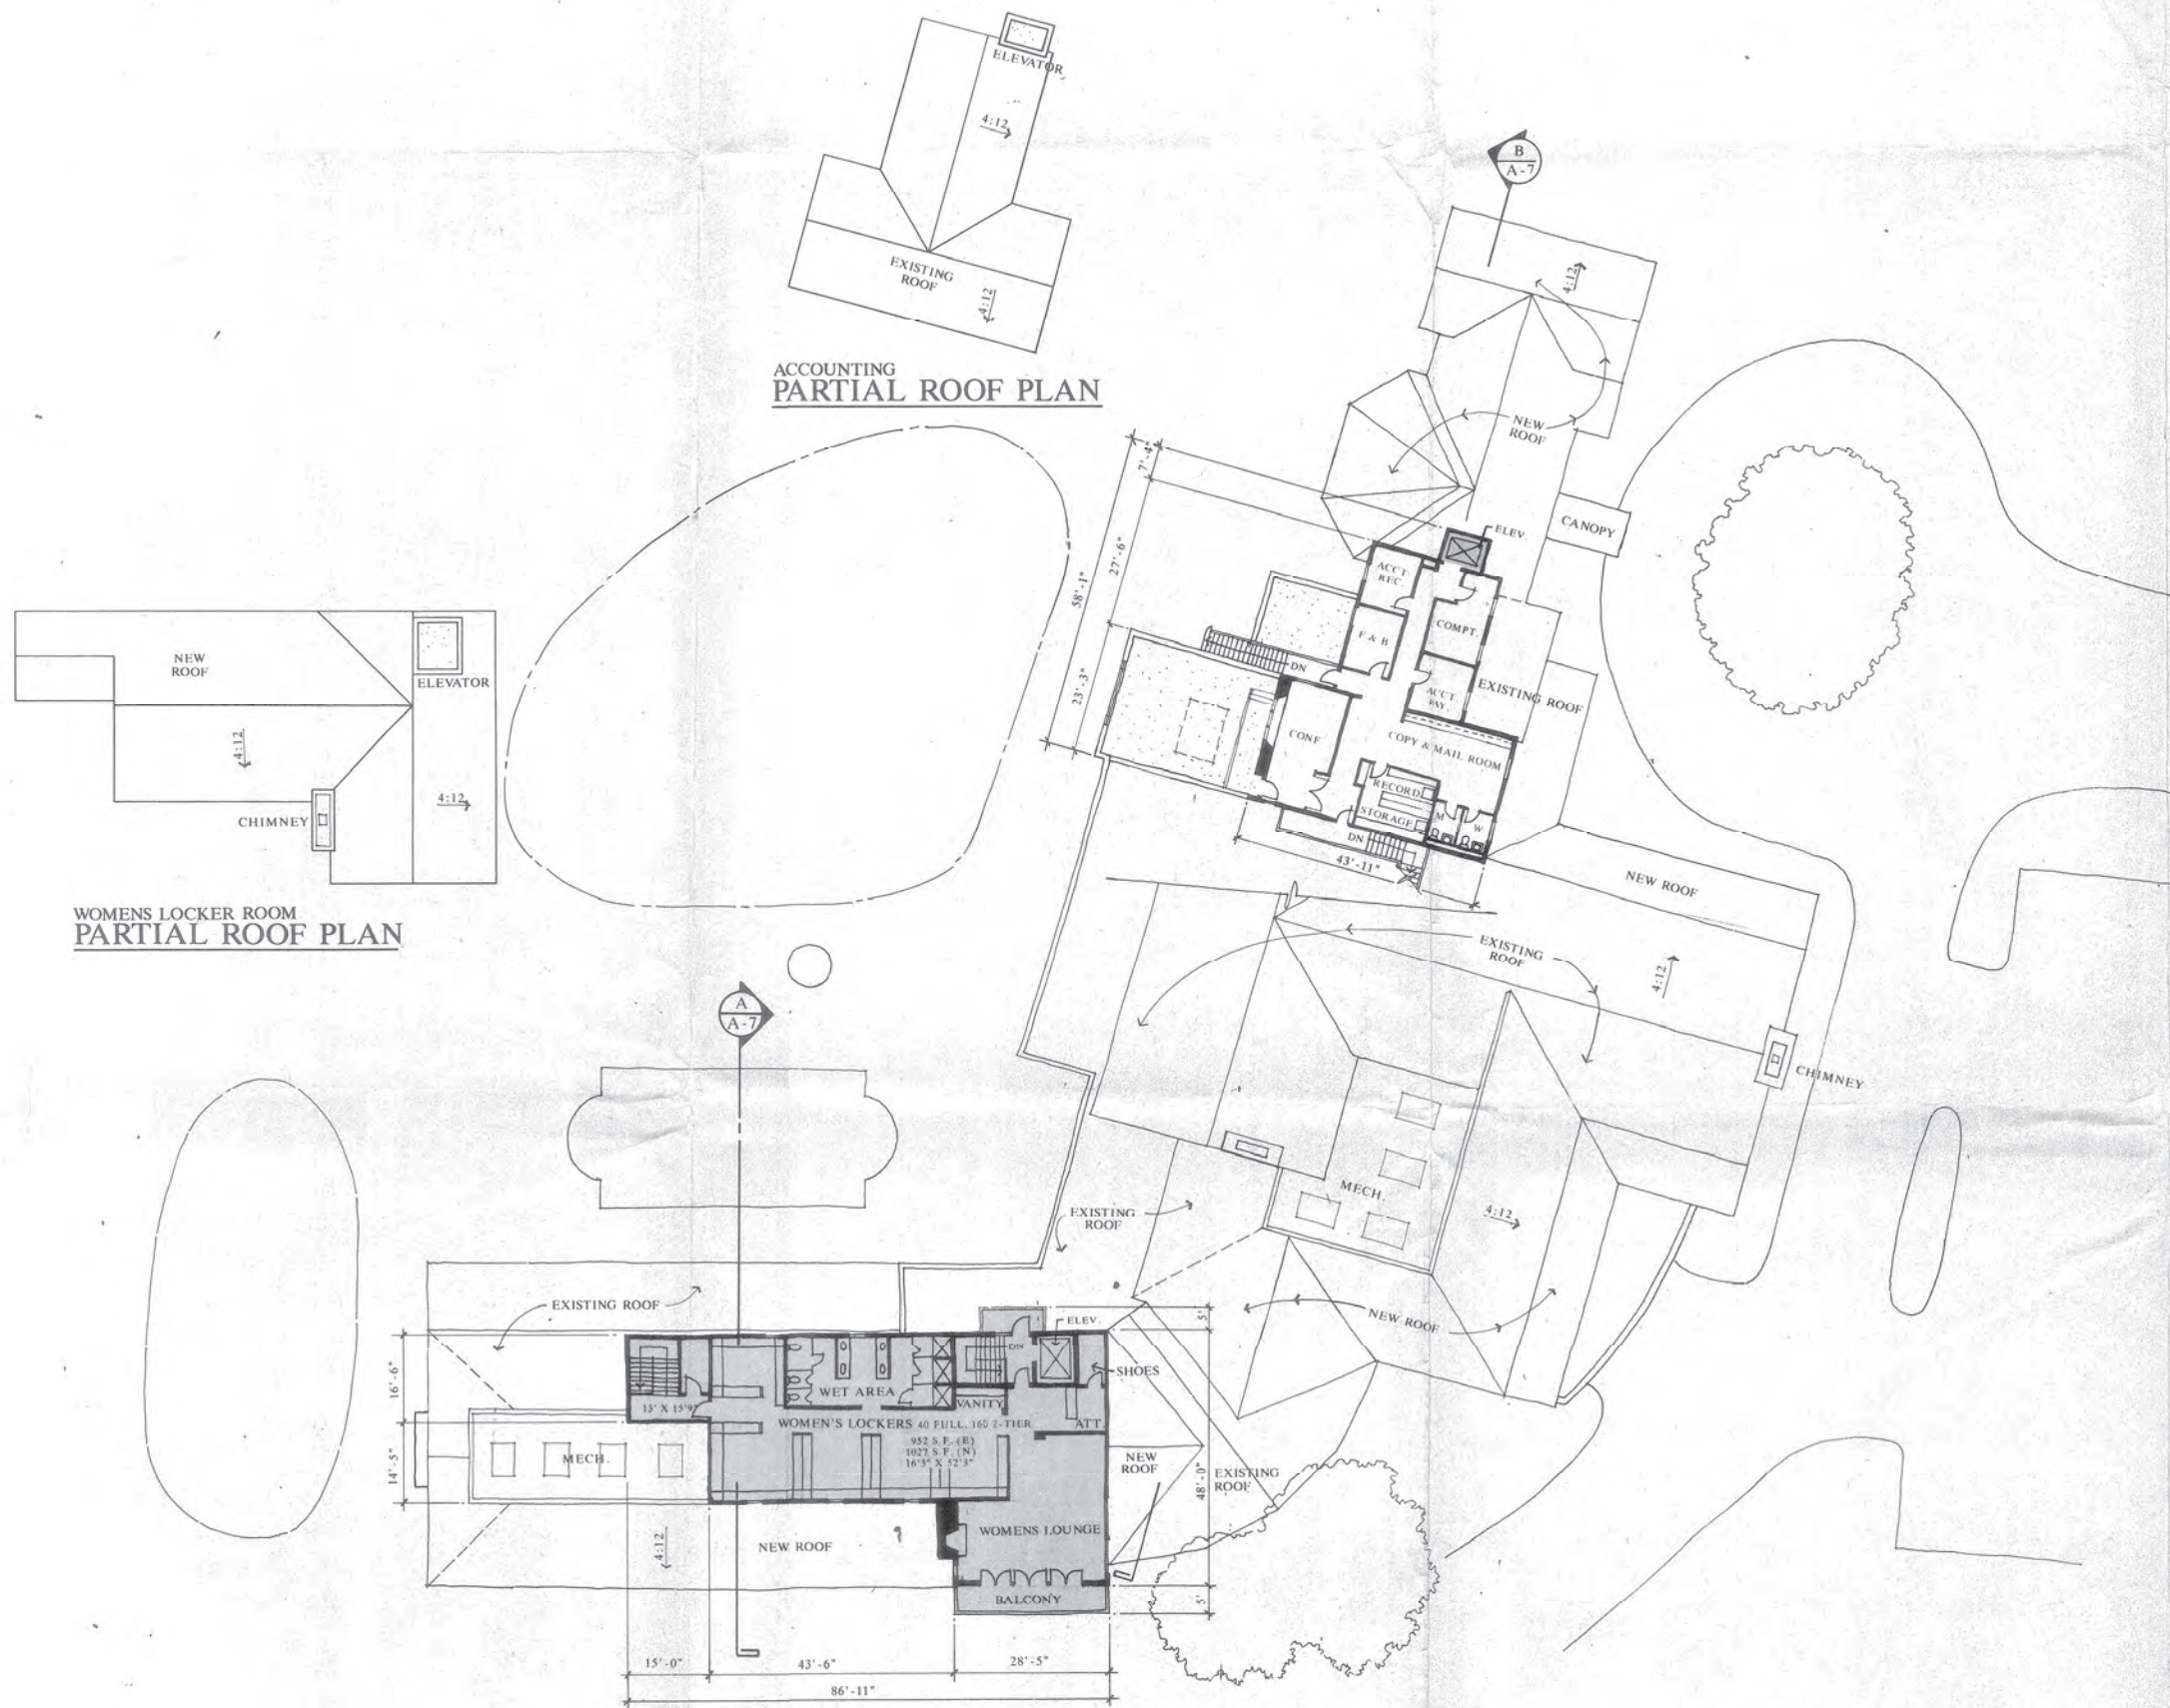 ELEVATOR
4:12
EXISTING
ROOF
4:12
ACCOUNTING
PARTIAL ROOF PLAN
B
A-7
4:12
NEW
ROOF
CANOPY
7'-4"
27'-6"
58'-1"
23'-3"
ELEV.
ACC'T
REC.
COMPT.
F & B
DN
ACC'T
PAY.
EXISTING ROOF
CONF
COPY & MAIL ROOM
RECORD
STORAGE
M
W
DN
43'-11"
NEW
ROOF
ELEVATOR
4:12
4:12
CHIMNEY
WOMENS LOCKER ROOM
PARTIAL ROOF PLAN
NEW ROOF
EXISTING
ROOF
4:12
CHIMNEY
MECH.
4:12
EXISTING
ROOF
NEW ROOF
A
A-7
EXISTING ROOF
ELEV.
DN
5'
SHOES
16'-6"
WET AREA
VANITY
13' X 15'9"
WOMEN'S LOCKERS 40 FULL, 160 2-TIER
ATT.
952 S.F. (E)
1027 S.F. (N)
16'3" X 52'3"
14'-5"
MECH.
NEW
ROOF
EXISTING
ROOF
48'-0"
4:12
NEW ROOF
WOMENS LOUNGE
BALCONY
5'
15'-0"
43'-6"
28'-5"
86'-11"